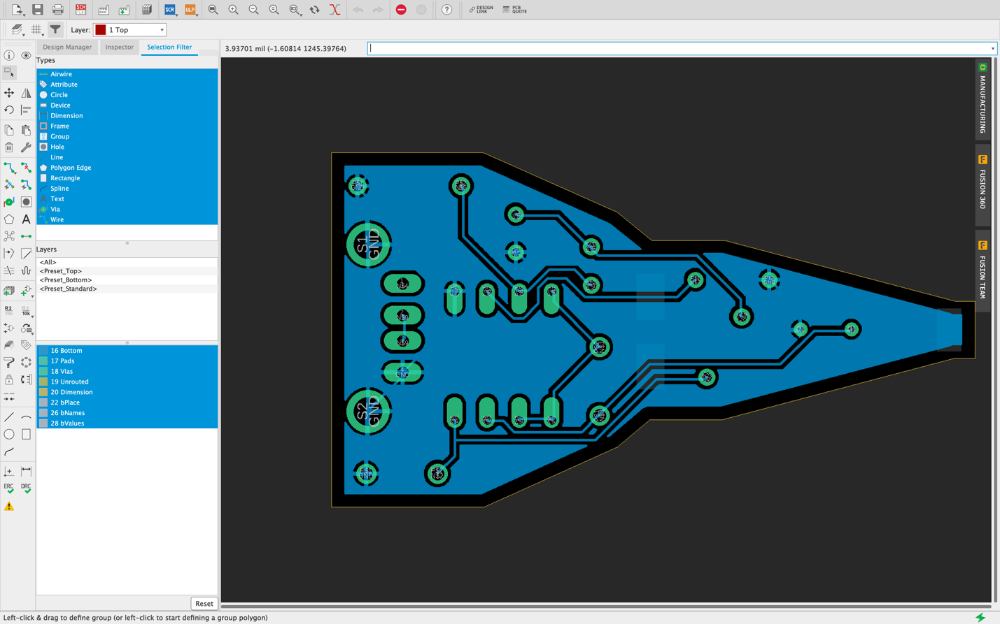 SCH
SCR
ULP
DESIGN
LINK
PCB
QUOTE
Layer:
1 Top
Design Manager
Inspector
Selection Filter
3.93701 mil (-1.60814 1245.39764)
Types
Airwire
Attribute
Circle
Device
Dimension
Frame
Group
Hole
Line
Polygon Edge
Rectangle
Spline
Text
Via
Wire
Layers
<All>
<Preset_Top>
<Preset_Bottom>
<Preset_Standard>
16 Bottom
17 Pads
18 Vias
19 Unrouted
20 Dimension
22 bPlace
26 bNames
28 bValues
Reset
R2
10k
R2
10k
ERC
DRC
MANUFACTURING
FUSION 360
FUSION TEAM
GND
S1
GND
S2
GND
Left-click & drag to define group (or left-click to start defining a group polygon)